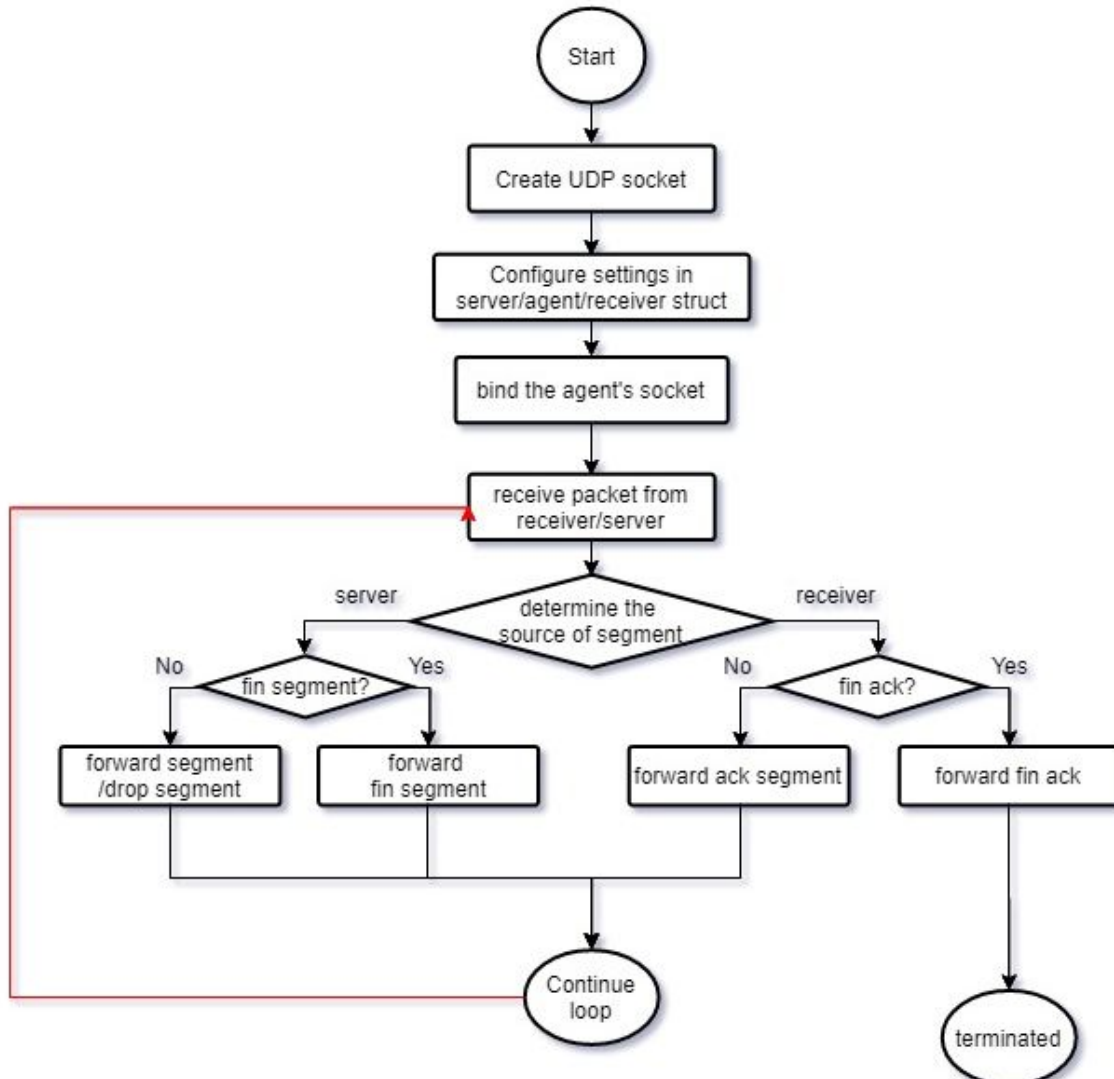 Start
Create UDP socket
Configure settings in
server/agent/receiver struct
bind the agent's socket
receive packet from
receiver/server
server
determine the
source of segment
receiver
No
fin segment?
Yes
No
fin ack?
Yes
forward segment
/drop segment
forward
fin segment
forward ack segment
forward fin ack
Continue
loop
terminated